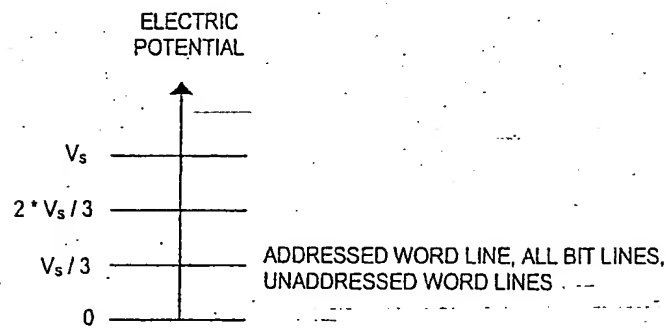 ELECTRIC
POTENTIAL
Vs
2 * Vs / 3
Vs / 3
ADDRESSED WORD LINE, ALL BIT LINES,
UNADDRESSED WORD LINES
0